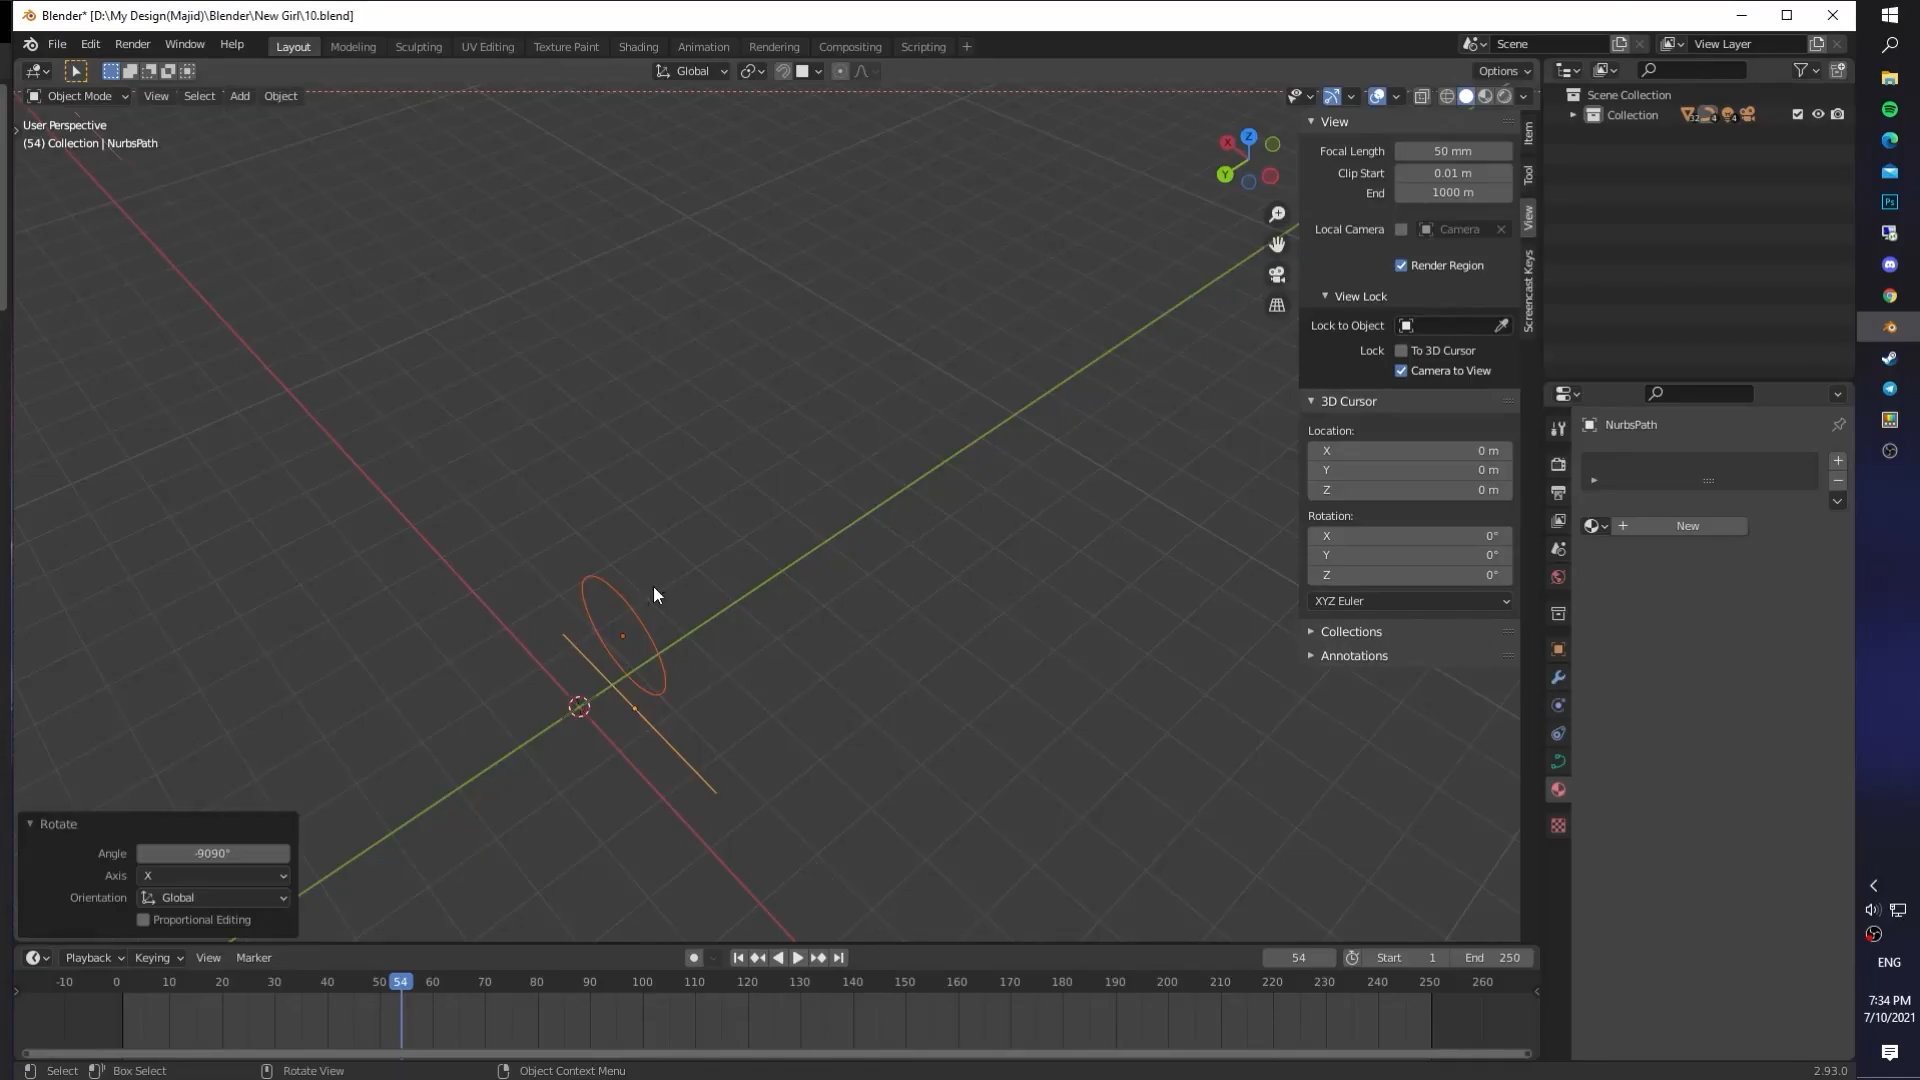 Blender* [D:\My Design(Majid)\Blender\New Girl\10.blend]
File Edit Render Window Help Layout Modeling Sculpting UV Editing Texture Paint Shading Animation Rendering Compositing Scripting + Scene View Layer
Global Options
Object Mode View Select Add Object
User Perspective
(54) Collection | NurbsPath
X Z Y
View
Focal Length 50 mm
Clip Start 0.01 m
End 1000 m
Local Camera Camera
Render Region
View Lock
Lock to Object
Lock To 3D Cursor
Camera to View
3D Cursor
Location:
X 0 m
Y 0 m
Z 0 m
Rotation:
X 0°
Y 0°
Z 0°
XYZ Euler
Collections
Annotations
Item
Tool
View
Screencast Keys
Scene Collection
Collection 32 4 4
NurbsPath
New
Rotate
Angle -9090°
Axis X
Orientation Global
Proportional Editing
Playback Keying View Marker 54 Start 1 End 250
-10 0 10 20 30 40 50 54 60 70 80 90 100 110 120 130 140 150 160 170 180 190 200 210 220 230 240 250 260
Select Box Select Rotate View Object Context Menu 2.93.0
Ps
ENG
7:34 PM
7/10/2021